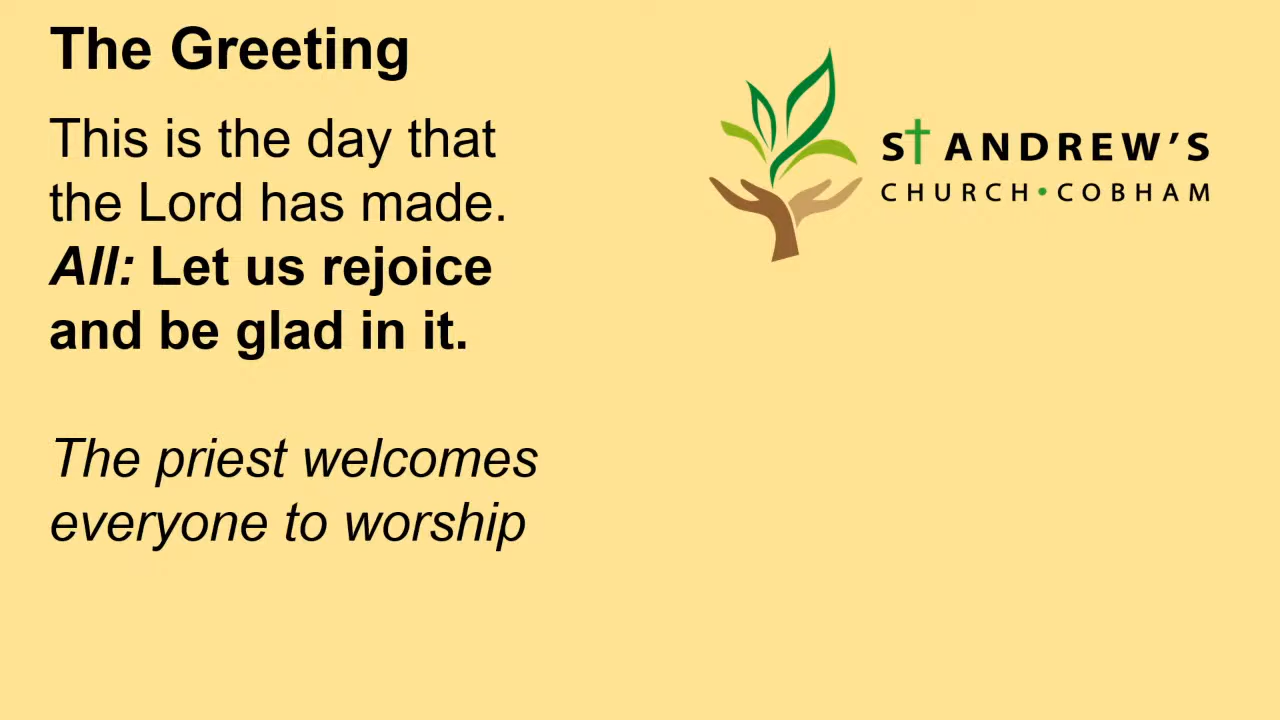 The Greeting
This is the day that
the Lord has made.
All: Let us rejoice
and be glad in it.
The priest welcomes
everyone to worship
St ANDREW'S
CHURCH•COBHAM